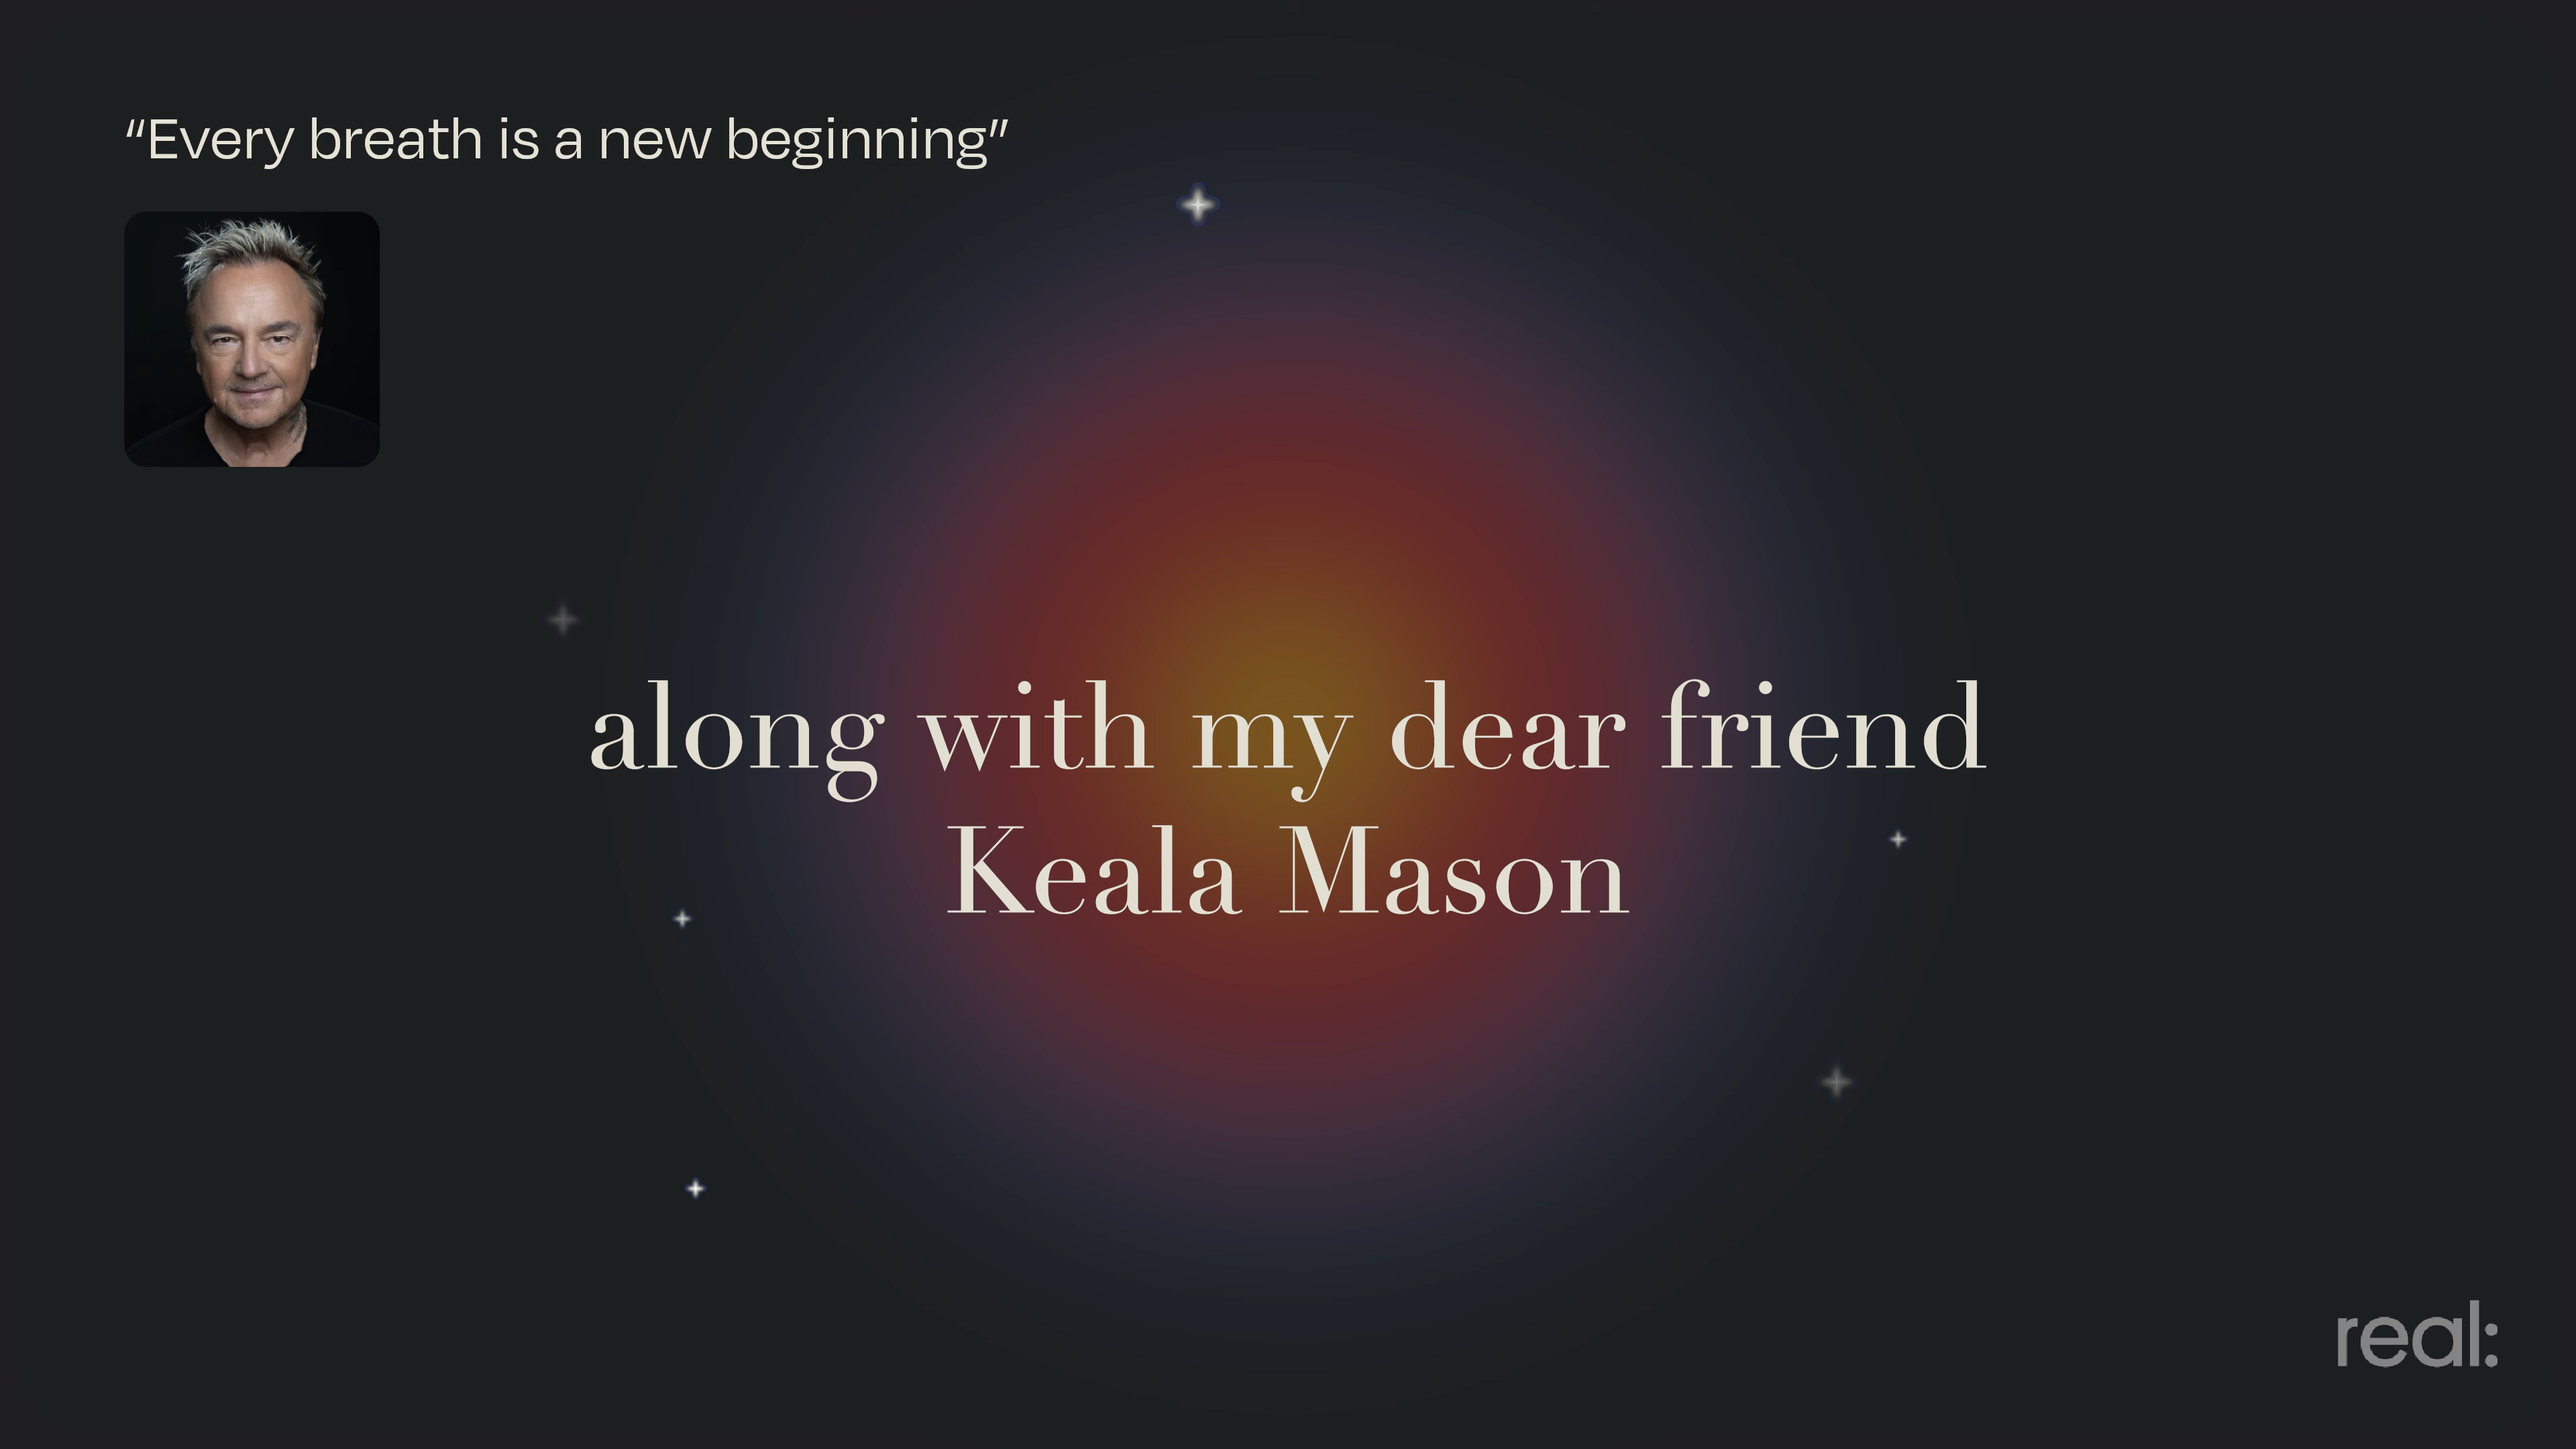 “Every breath is a new beginning”
along with my dear friend
Keala Mason
real: